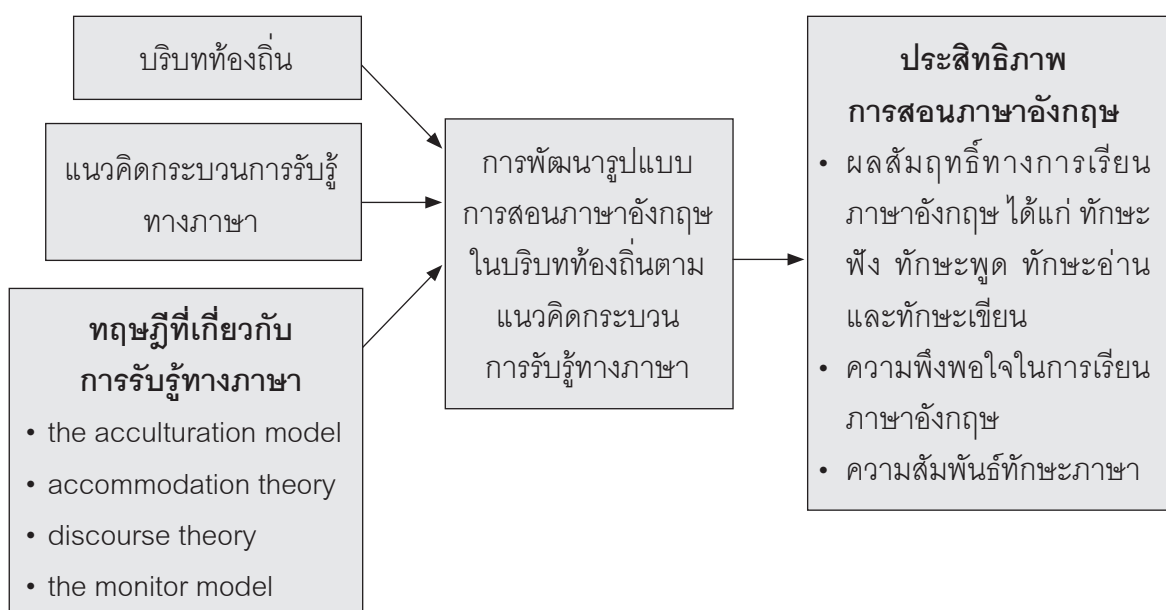 บริบทท้องถิ่น
แนวคิดกระบวนการรับรู้
ทางภาษา
ทฤษฎีที่เกี่ยวกับ
การรับรู้ทางภาษา
• the acculturation model
• accommodation theory
• discourse theory
• the monitor model
การพัฒนารูปแบบ
การสอนภาษาอังกฤษ
ในบริบทท้องถิ่นตาม
แนวคิดกระบวน
การรับรู้ทางภาษา
ประสิทธิภาพ
การสอนภาษาอังกฤษ
• ผลสัมฤทธิ์ทางการเรียน
ภาษาอังกฤษ ได้แก่ ทักษะ
ฟัง ทักษะพูด ทักษะอ่าน
และทักษะเขียน
• ความพึงพอใจในการเรียน
ภาษาอังกฤษ
• ความสัมพันธ์ทักษะภาษา